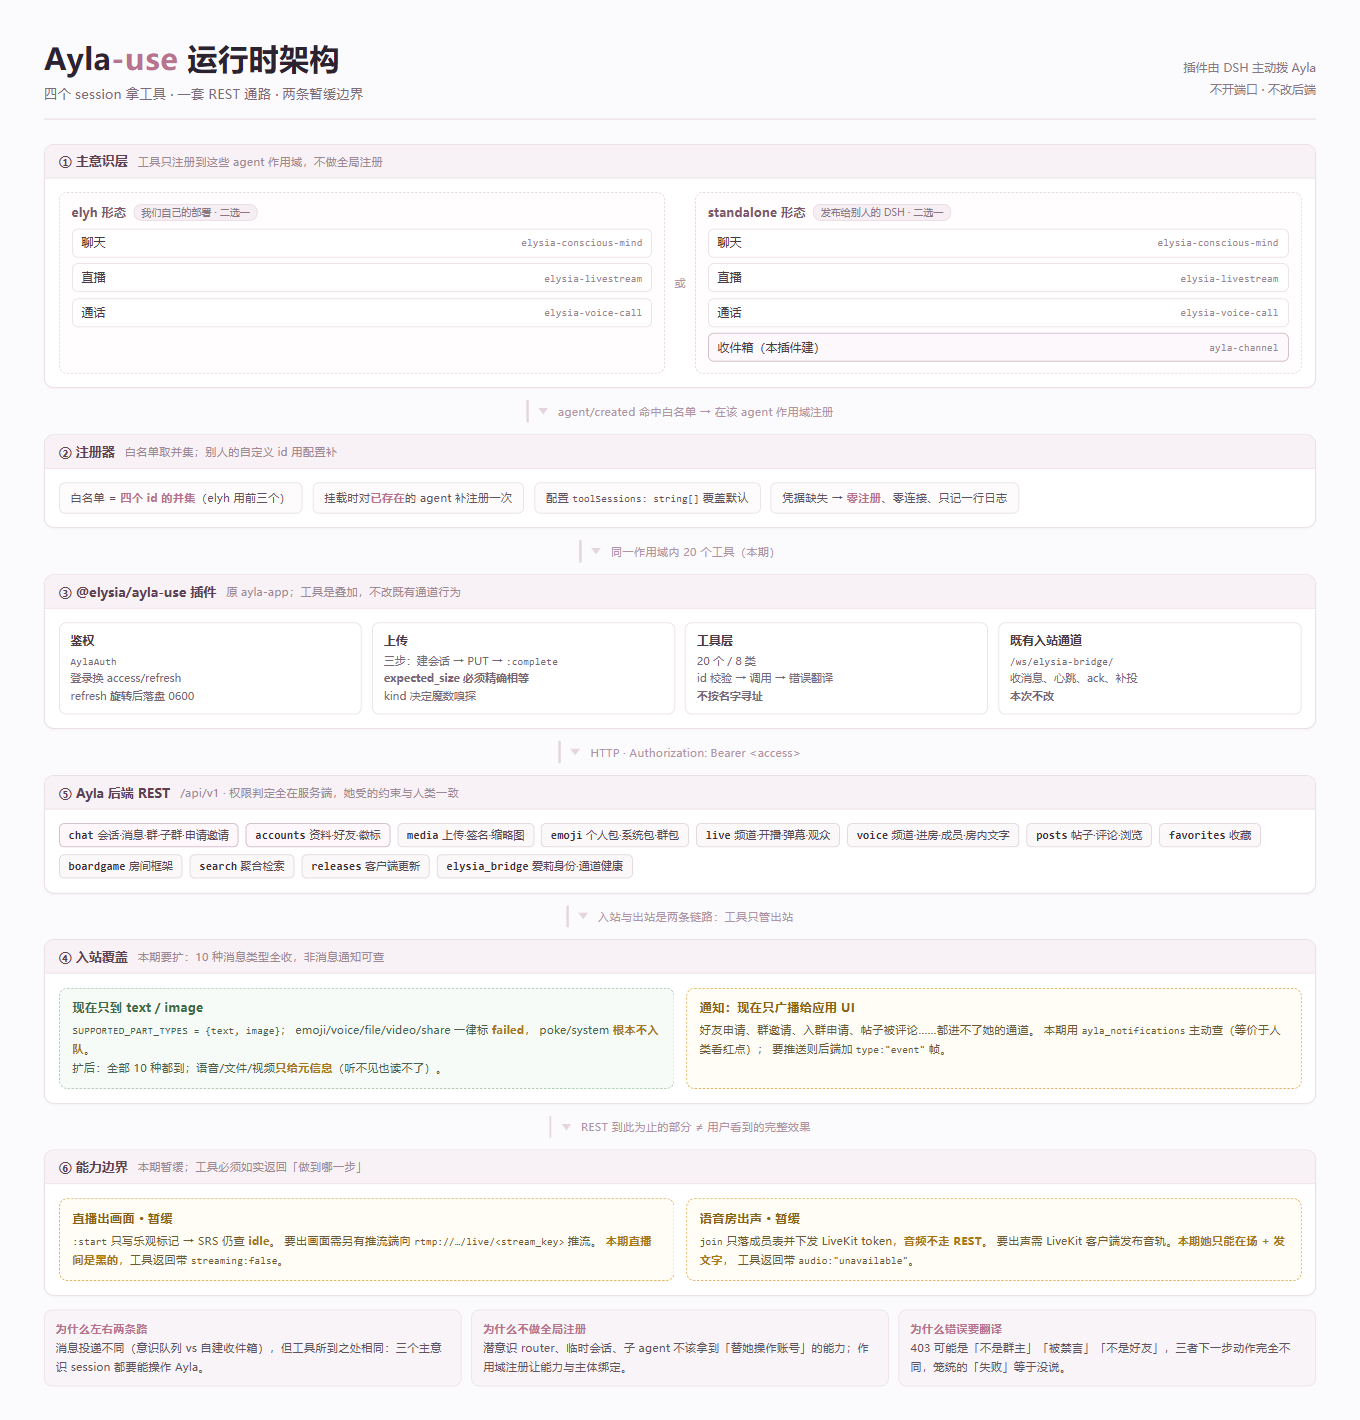 Ayla-use 运行时架构
四个 session 拿工具 · 一套 REST 通路 · 两条暂缓边界
插件由 DSH 主动拨 Ayla
不开端口 · 不改后端
① 主意识层 工具只注册到这些 agent 作用域，不做全局注册
elyh 形态 我们自己的部署 · 二选一
聊天 elysia-conscious-mind
直播 elysia-livestream
通话 elysia-voice-call
或
standalone 形态 发布给别人的 DSH · 二选一
聊天 elysia-conscious-mind
直播 elysia-livestream
通话 elysia-voice-call
收件箱（本插件建） ayla-channel
▼ agent/created 命中白名单 → 在该 agent 作用域注册
② 注册器 白名单取并集；别人的自定义 id 用配置补
白名单 = 四个 id 的并集（elyh 用前三个）
挂载时对已存在的 agent 补注册一次
配置 toolSessions: string[] 覆盖默认
凭据缺失 → 零注册、零连接、只记一行日志
▼ 同一作用域内 20 个工具（本期）
③ @elysia/ayla-use 插件 原 ayla-app；工具是叠加，不改既有通道行为
鉴权
AylaAuth
登录换 access/refresh
refresh 旋转后落盘 0600
上传
三步：建会话 → PUT → :complete
expected_size 必须精确相等
kind 决定魔数嗅探
工具层
20 个 / 8 类
id 校验 → 调用 → 错误翻译
不按名字寻址
既有入站通道
/ws/elysia-bridge/
收消息、心跳、ack、补投
本次不改
▼ HTTP · Authorization: Bearer <access>
⑤ Ayla 后端 REST /api/v1 · 权限判定全在服务端，她受的约束与人类一致
chat 会话·消息·群·子群·申请邀请
accounts 资料·好友·徽标
media 上传·签名·缩略图
emoji 个人包·系统包·群包
live 频道·开播·弹幕·观众
voice 频道·进房·成员·房内文字
posts 帖子·评论·浏览
favorites 收藏
boardgame 房间框架
search 聚合检索
releases 客户端更新
elysia_bridge 爱莉身份·通道健康
▼ 入站与出站是两条链路：工具只管出站
④ 入站覆盖 本期要扩：10 种消息类型全收，非消息通知可查
现在只到 text / image
SUPPORTED_PART_TYPES = {text, image}； emoji/voice/file/video/share 一律标 failed， poke/system 根本不入
队。
扩后：全部 10 种都到；语音/文件/视频只给元信息（听不见也读不了）。
通知：现在只广播给应用 UI
好友申请、群邀请、入群申请、帖子被评论……都进不了她的通道。 本期用 ayla_notifications 主动查（等价于人
类看红点）； 要推送则后端加 type:"event" 帧。
▼ REST 到此为止的部分 ≠ 用户看到的完整效果
⑥ 能力边界 本期暂缓；工具必须如实返回「做到哪一步」
直播出画面 · 暂缓
:start 只写乐观标记 → SRS 仍查 idle。 要出画面需另有推流端向 rtmp://…/live/<stream_key> 推流。 本期直播
间是黑的，工具返回带 streaming:false。
语音房出声 · 暂缓
join 只落成员表并下发 LiveKit token，音频不走 REST。 要出声需 LiveKit 客户端发布音轨。本期她只能在场 + 发
文字， 工具返回带 audio:"unavailable"。
为什么左右两条路
消息投递不同（意识队列 vs 自建收件箱），但工具所到之处相同：三个主意
识 session 都要能操作 Ayla。
为什么不做全局注册
潜意识 router、临时会话、子 agent 不该拿到「替她操作账号」的能力；作
用域注册让能力与主体绑定。
为什么错误要翻译
403 可能是「不是群主」「被禁言」「不是好友」，三者下一步动作完全不
同，笼统的「失败」等于没说。